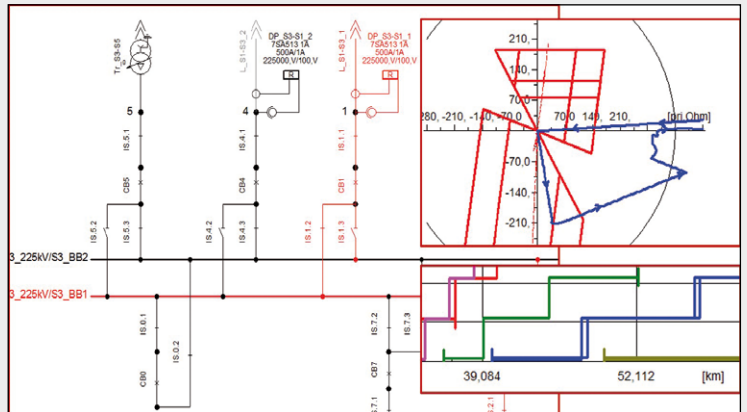 Tr_S3-S5
L_S1-S3_2
DP_S3-S1_2
7SA513 1A
500A/1A
225000,V/100,V
R
L_S1-S3_1
DP_S3-S1_1
7SA513 1A
500A/1A
225000,V/100,V
R
210,
140,
70,0
280, -210, -140, -70,0
70,0 140, 210,
[pri.Ohm]
-70,0
-140,
-210,
5
4
1
IS.5.1
IS.4.1
IS.1.1
CB5
CB4
CB1
IS.5.2
IS.5.3
IS.4.2
IS.4.3
IS.1.2
IS.1.3
3_225kV/S3_BB2
3_225kV/S3_BB1
IS.0.1
IS.0.2
IS.7.2
IS.7.3
CB0
CB7
39,084
52,112
[km]